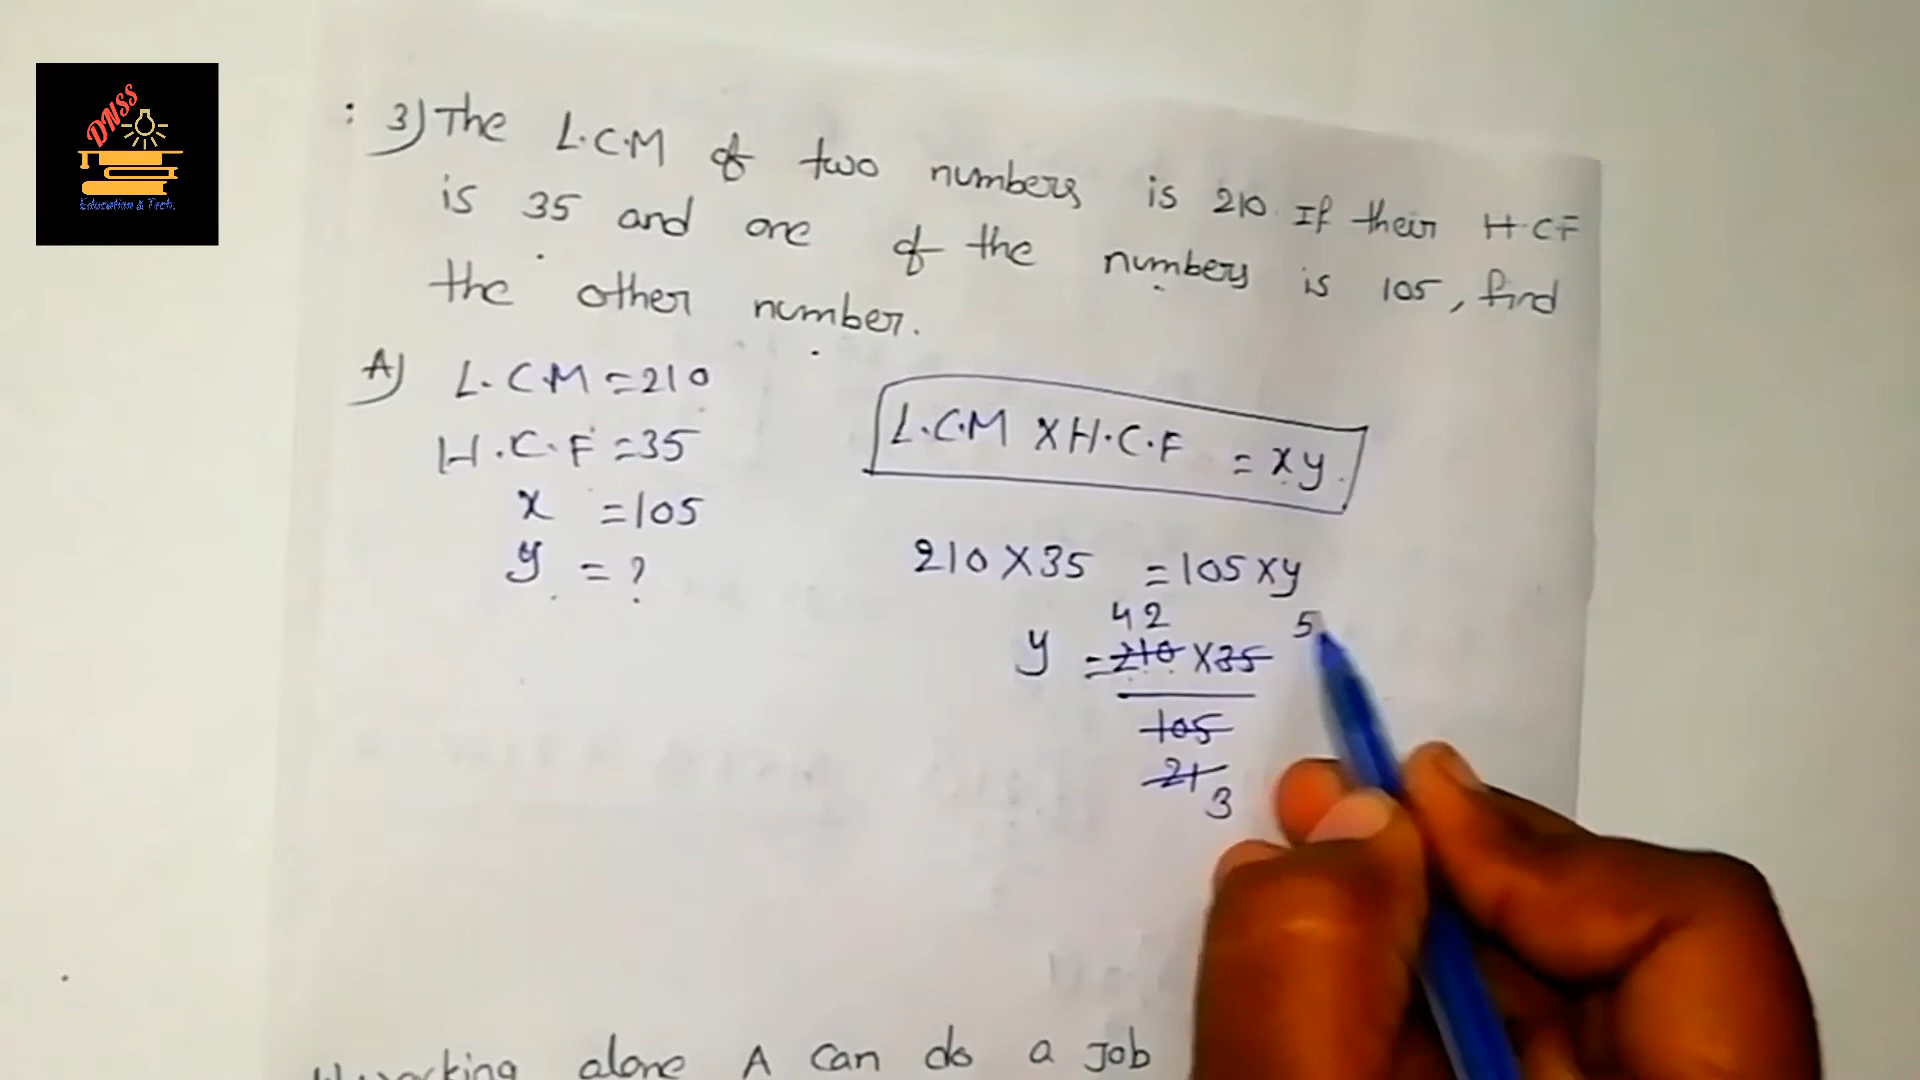 DNSS
Education & Tech.
: 3) The L.C.M of two numbers is 210. If their H.C.F
is 35 and one of the numbers is 105, find
the other number.
A) L.C.M = 210
H.C.F = 35
x = 105
y = ?
L.C.M X H.C.F = xy.
210 X 35 = 105 x y
42 5
y = 210 X 35
105
21
3
alone A can do a Job